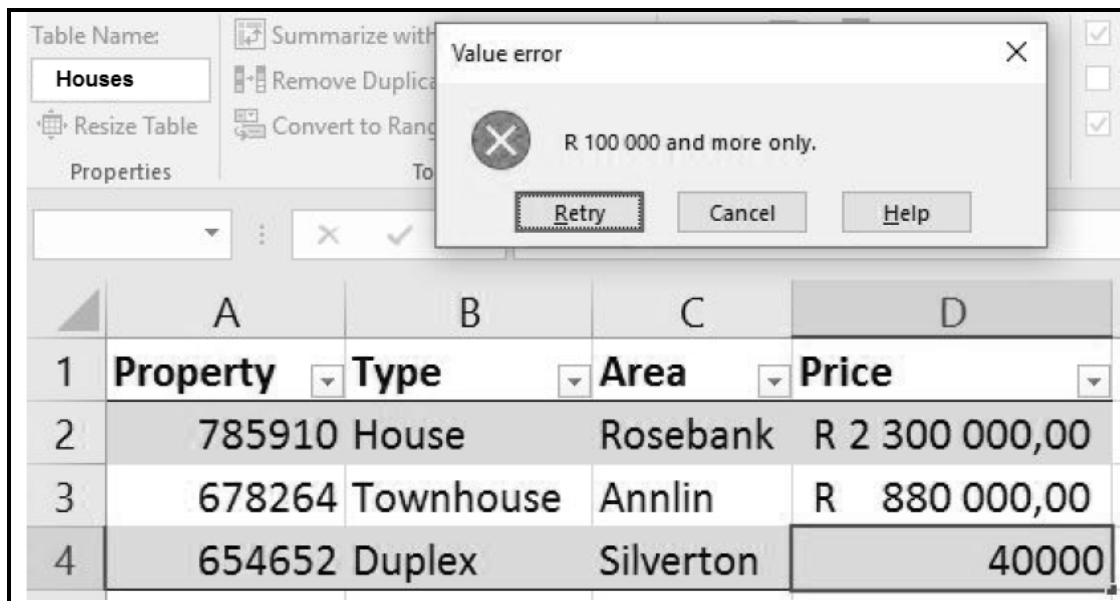 Table Name:
Houses
Resize Table
Properties
Summarize with
Remove Duplica
Convert to Rang
To
Value error
R 100 000 and more only.
Retry Cancel Help
A B C D
1 Property Type Area Price
2 785910 House Rosebank R 2 300 000,00
3 678264 Townhouse Annlin R 880 000,00
4 654652 Duplex Silverton 40000